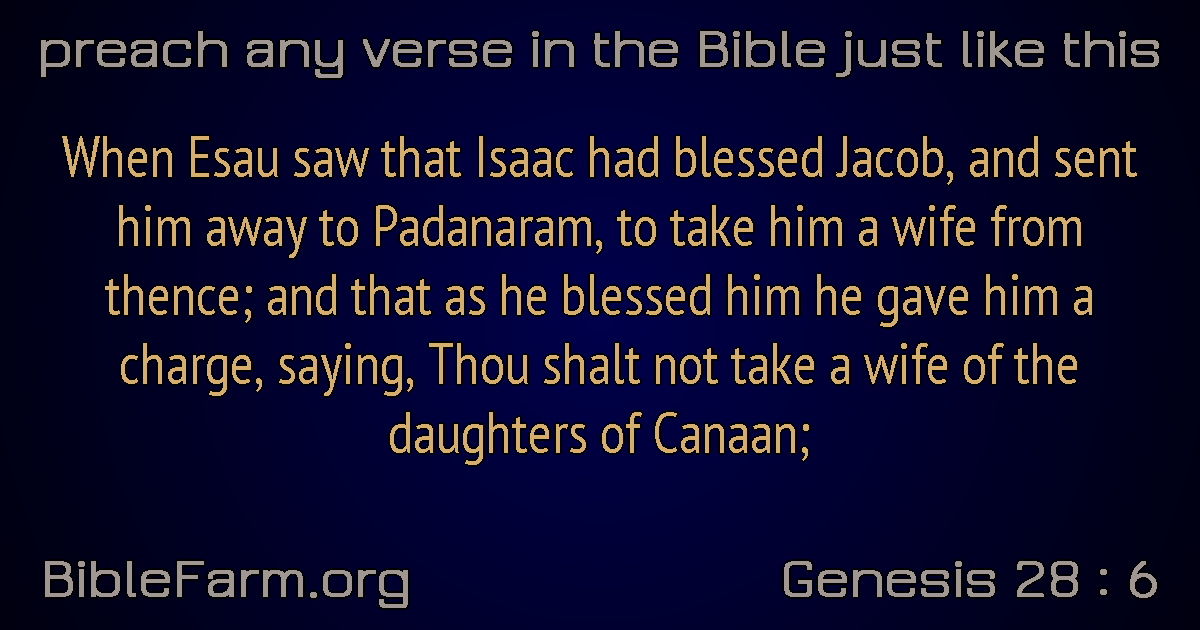 preach any verse in the Bible just like this
When Esau saw that Isaac had blessed Jacob, and sent
him away to Padanaram, to take him a wife from
thence; and that as he blessed him he gave him a
charge, saying, Thou shalt not take a wife of the
daughters of Canaan;
BibleFarm.org
Genesis 28 : 6